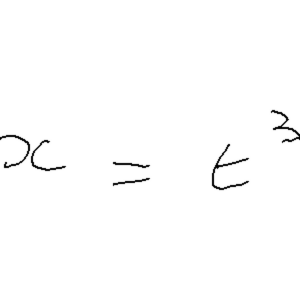 x = t³